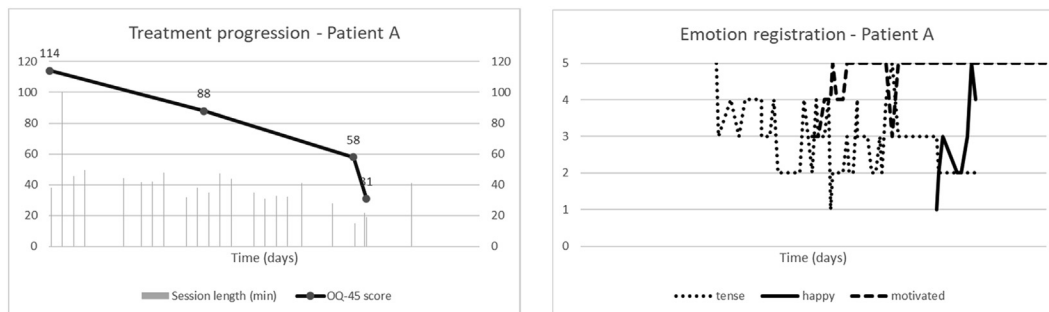 Treatment progression - Patient A
114
120
120
100
100
88
80
80
60
58
60
40
31
40
20
20
0
0
Time (days)
Session length (min)
OQ-45 score
Emotion registration - Patient A
5
4
3
2
1
0
Time (days)
tense
happy
motivated